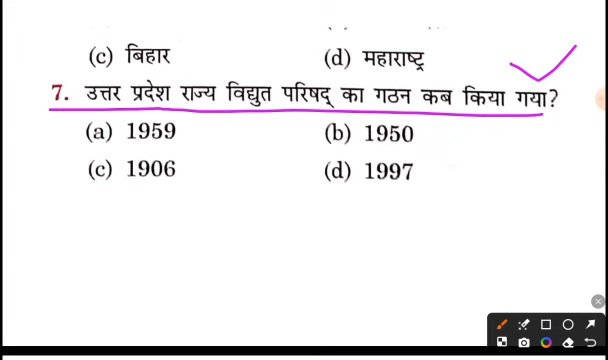 (c) बिहार (d) महाराष्ट्र
7. उत्तर प्रदेश राज्य विद्युत परिषद् का गठन कब किया गया?
(a) 1959 (b) 1950
(c) 1906 (d) 1997